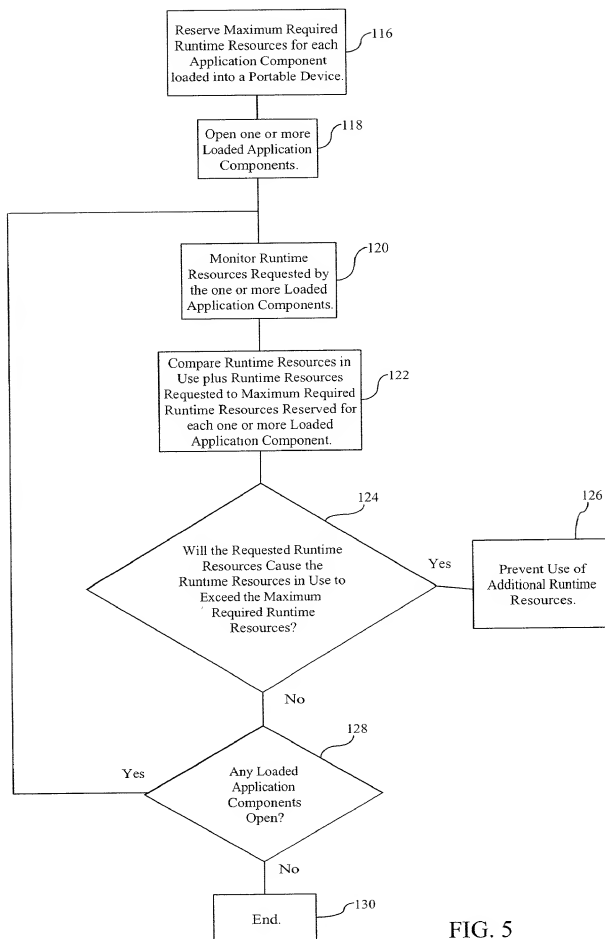 Reserve Maximum Required
Runtime Resources for each
Application Component
loaded into a Portable Device.
116
Open one or more
Loaded Application
Components.
118
Monitor Runtime
Resources Requested by
the one or more Loaded
Application Components.
120
Compare Runtime Resources in
Use plus Runtime Resources
Requested to Maximum Required
Runtime Resources Reserved for
each one or more Loaded
Application Component.
122
124
Will the Requested Runtime
Resources Cause the
Runtime Resources in Use to
Exceed the Maximum
Required Runtime
Resources?
Yes
126
Prevent Use of
Additional Runtime
Resources.
No
128
Yes
Any Loaded
Application
Components
Open?
No
End.
130
FIG. 5